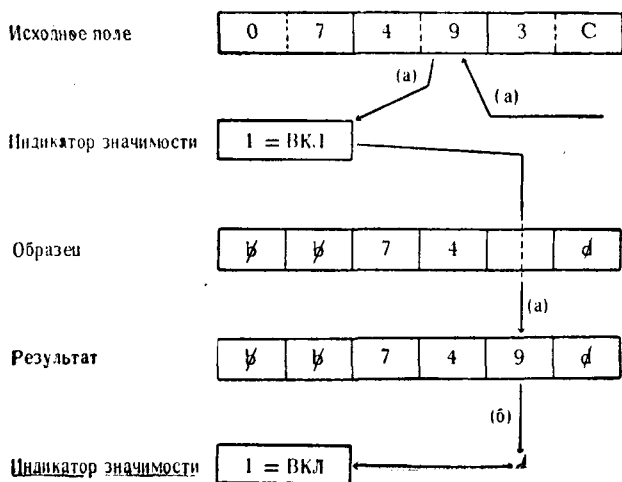 Исходное поле 0 7 4 9 3 C
(а)
(а)
Индикатор значимости 1 = ВКЛ
Образец b̸ b̸ 7 4 d̸
(а)
Результат b̸ b̸ 7 4 9 d̸
(б)
Индикатор значимости 1 = ВКЛ d̸